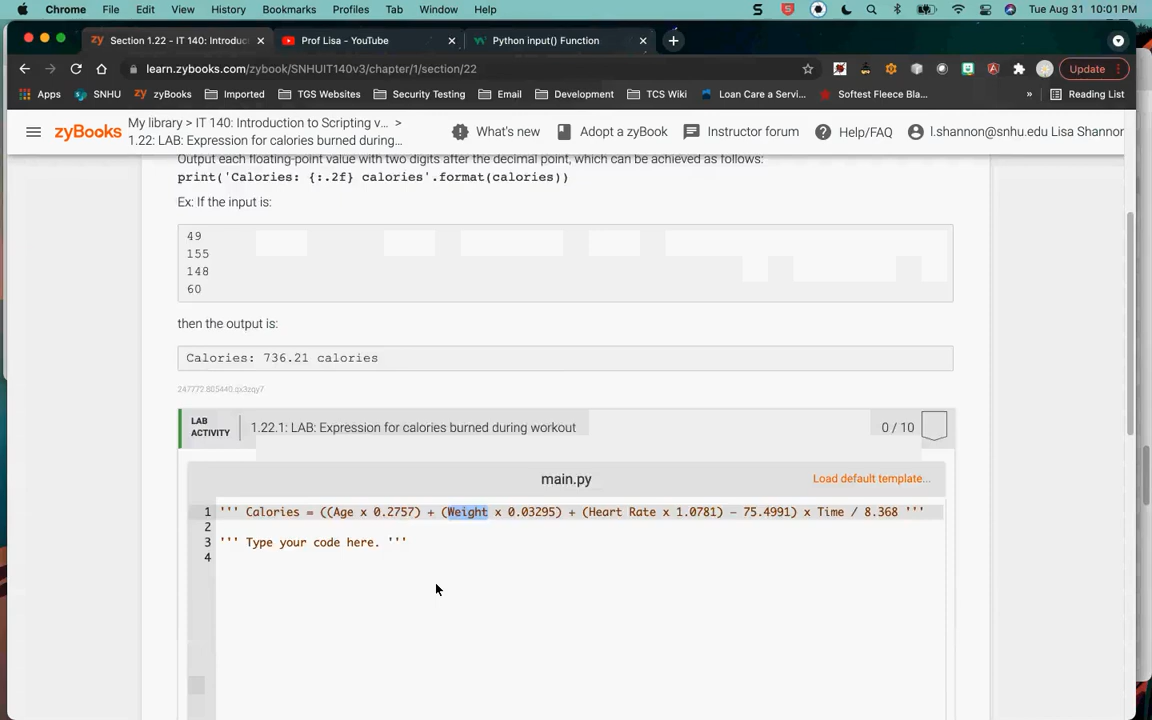 Chrome File Edit View History Bookmarks Profiles Tab Window Help Tue Aug 31 10:01 PM
Section 1.22 - IT 140: Introduc Prof Lisa - YouTube Python input() Function
learn.zybooks.com/zybook/SNHUIT140v3/chapter/1/section/22 Update
Apps SNHU zyBooks Imported TGS Websites Security Testing Email Development TCS Wiki Loan Care a Servi... Softest Fleece Bla... » Reading List
zyBooks My library > IT 140: Introduction to Scripting v... > What's new Adopt a zyBook Instructor forum Help/FAQ l.shannon@snhu.edu Lisa Shannon
1.22: LAB: Expression for calories burned during...
Output each floating-point value with two digits after the decimal point, which can be achieved as follows:
print('Calories: {:.2f} calories'.format(calories))
Ex: If the input is:
49
155
148
60
then the output is:
Calories: 736.21 calories
LAB ACTIVITY 1.22.1: LAB: Expression for calories burned during workout 0 / 10
main.py Load default template...
1 ''' Calories = ((Age x 0.2757) + (Weight x 0.03295) + (Heart Rate x 1.0781) − 75.4991) x Time / 8.368 '''
2
3 ''' Type your code here. '''
4